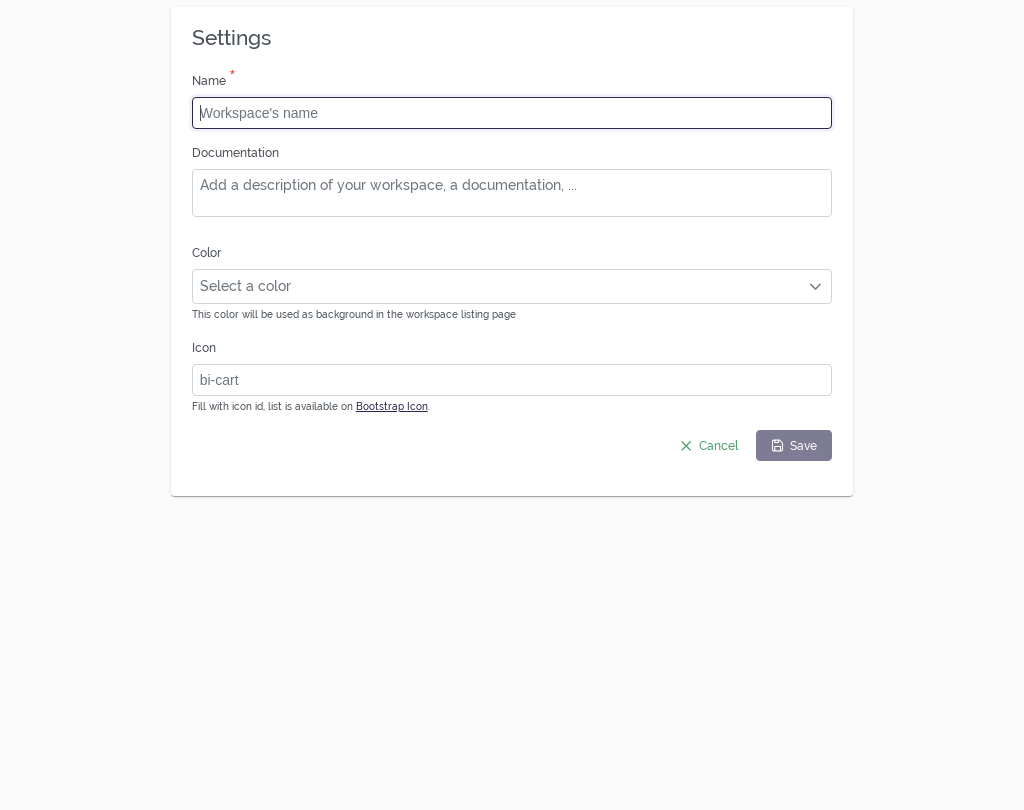 Settings
Name *
Workspace's name
Documentation
Add a description of your workspace, a documentation, ...
Color
Select a color
This color will be used as background in the workspace listing page
Icon
bi-cart
Fill with icon id, list is available on Bootstrap Icon.
Cancel
Save